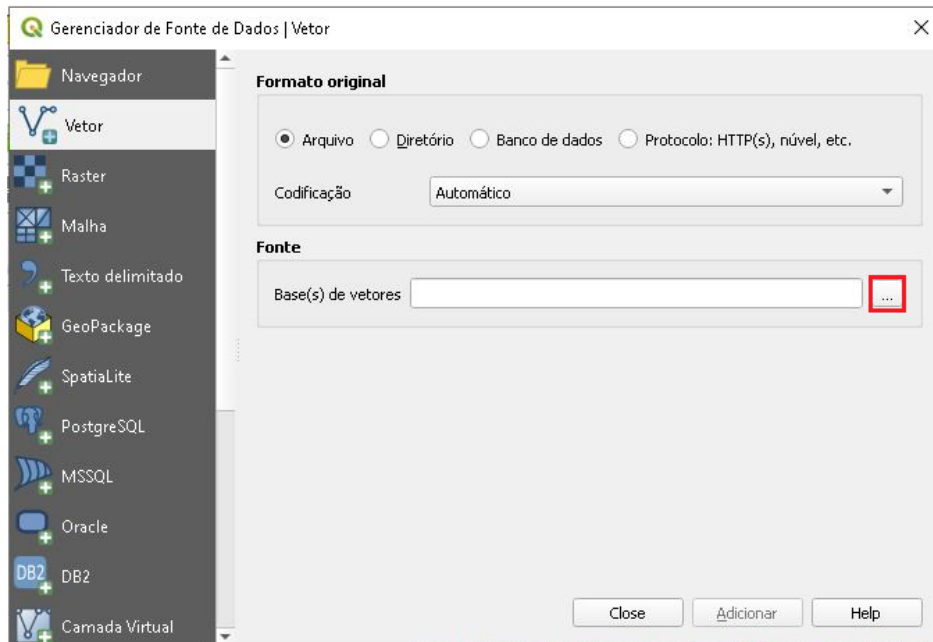 Gerenciador de Fonte de Dados | Vetor
Navegador
Vetor
Raster
Malha
Texto delimitado
GeoPackage
SpatiaLite
PostgreSQL
MSSQL
Oracle
DB2 DB2
Camada Virtual
Formato original
Arquivo Diretório Banco de dados Protocolo: HTTP(s), núvel, etc.
Codificação Automático
Fonte
Base(s) de vetores ...
Close Adicionar Help